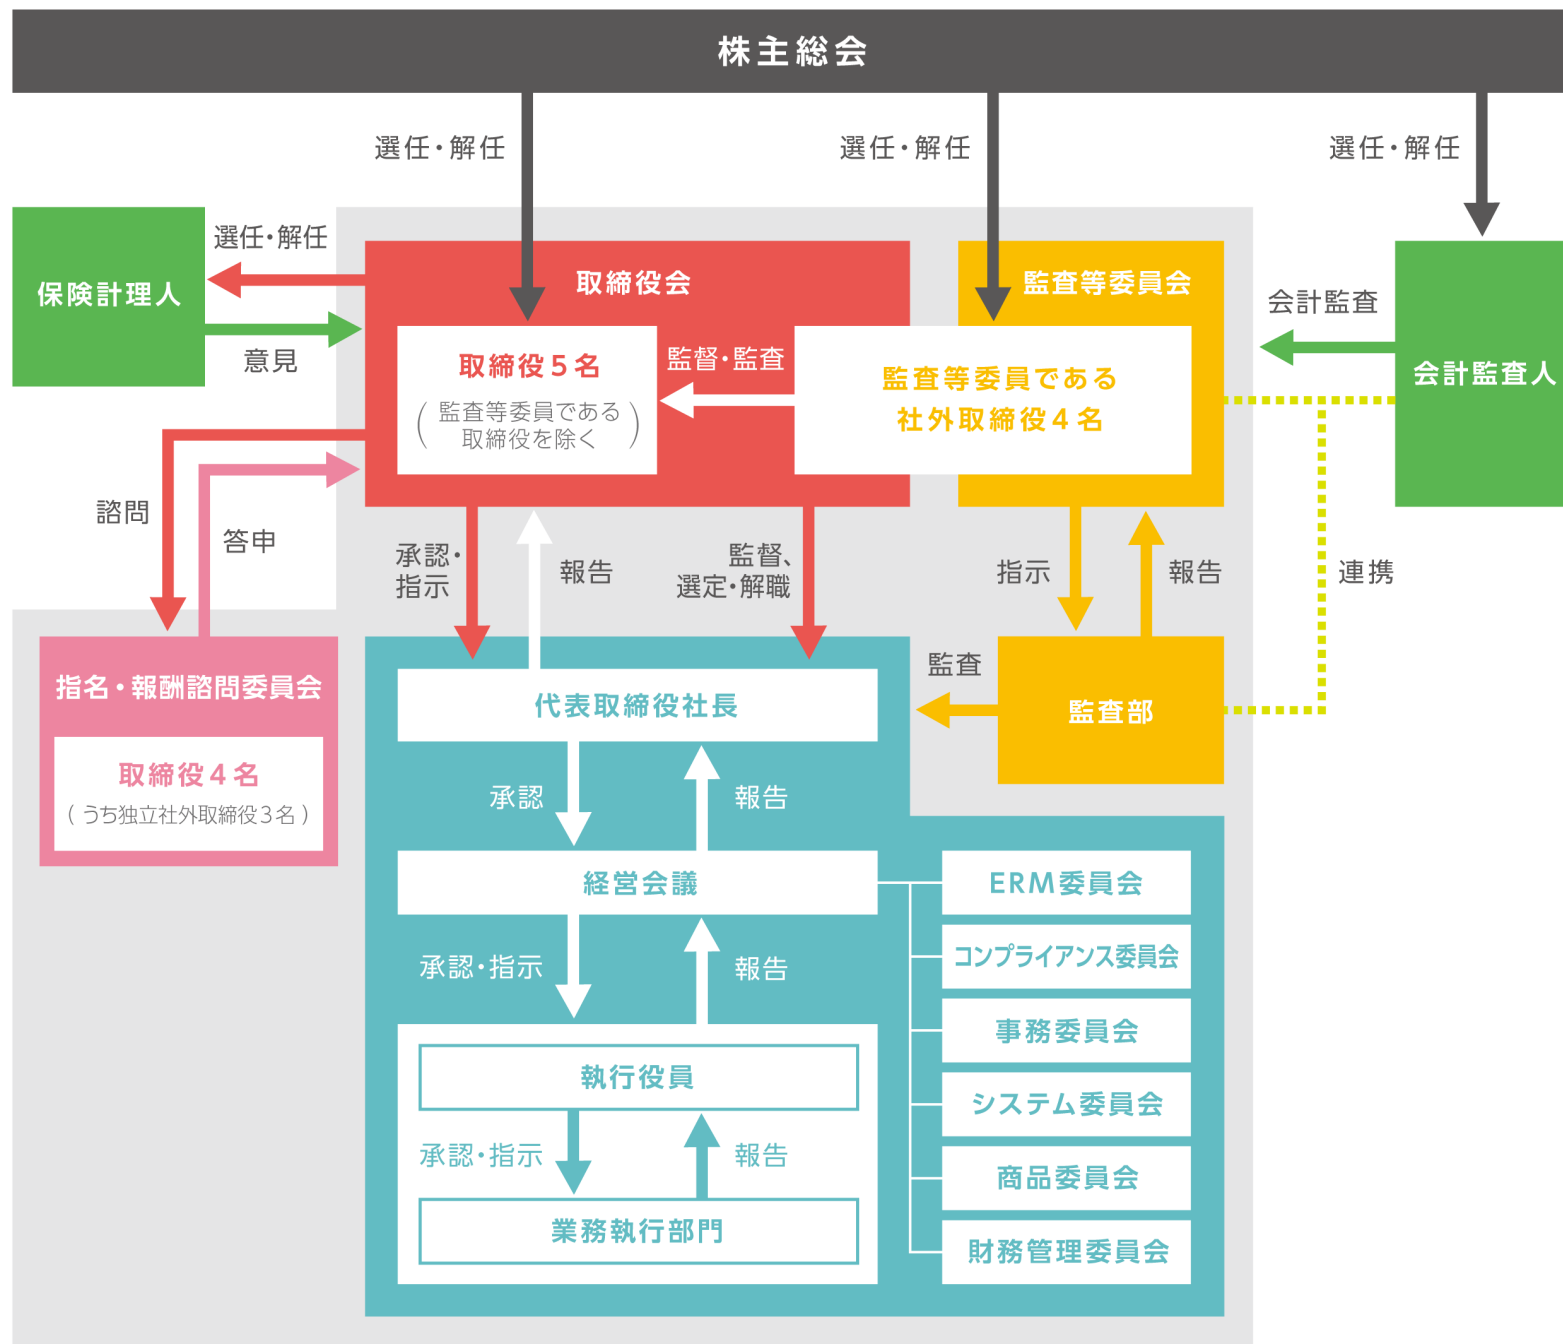 株主総会
選任・解任
選任・解任
選任・解任
保険計理人
選任・解任
意見
取締役会
取締役5名
(監査等委員である
取締役を除く)
監督・監査
監査等委員会
監査等委員である
社外取締役4名
会計監査
会計監査人
諮問
答申
承認・
指示
報告
監督、
選定・解職
指示
報告
連携
指名・報酬諮問委員会
取締役4名
(うち独立社外取締役3名)
代表取締役社長
監査
監査部
承認
報告
経営会議
承認・指示
報告
執行役員
承認・指示
報告
業務執行部門
ERM委員会
コンプライアンス委員会
事務委員会
システム委員会
商品委員会
財務管理委員会